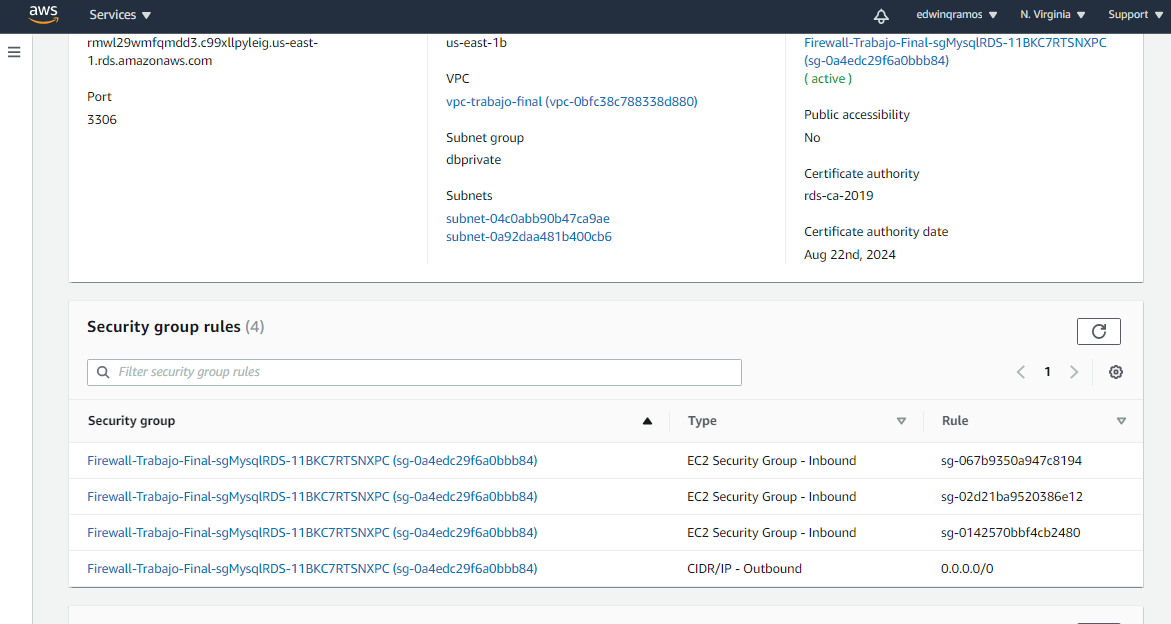 aws
Services
edwinqramos
N. Virginia
Support
rmwl29wmfqmdd3.c99xllpyleig.us-east-
1.rds.amazonaws.com
Port
3306
us-east-1b
VPC
vpc-trabajo-final (vpc-0bfc38c788338d880)
Subnet group
dbprivate
Subnets
subnet-04c0abb90b47ca9ae
subnet-0a92daa481b400cb6
Firewall-Trabajo-Final-sgMysqlRDS-11BKC7RTSNXPC
(sg-0a4edc29f6a0bbb84)
( active )
Public accessibility
No
Certificate authority
rds-ca-2019
Certificate authority date
Aug 22nd, 2024
Security group rules (4)
Filter security group rules
1
Security group Type Rule
Firewall-Trabajo-Final-sgMysqlRDS-11BKC7RTSNXPC (sg-0a4edc29f6a0bbb84) EC2 Security Group - Inbound sg-067b9350a947c8194
Firewall-Trabajo-Final-sgMysqlRDS-11BKC7RTSNXPC (sg-0a4edc29f6a0bbb84) EC2 Security Group - Inbound sg-02d21ba9520386e12
Firewall-Trabajo-Final-sgMysqlRDS-11BKC7RTSNXPC (sg-0a4edc29f6a0bbb84) EC2 Security Group - Inbound sg-0142570bbf4cb2480
Firewall-Trabajo-Final-sgMysqlRDS-11BKC7RTSNXPC (sg-0a4edc29f6a0bbb84) CIDR/IP - Outbound 0.0.0.0/0